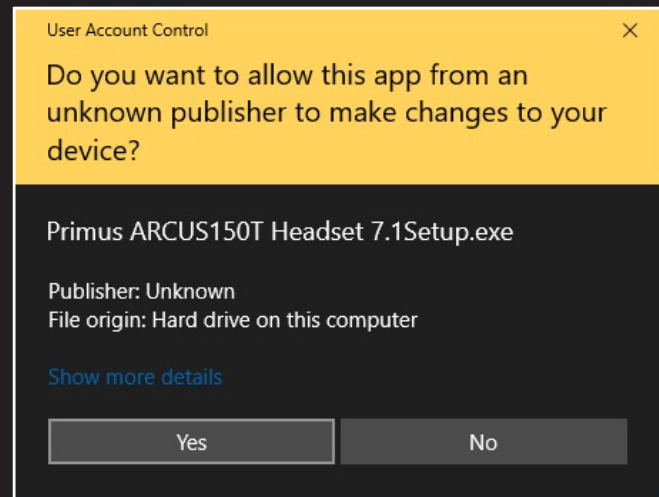 User Account Control
Do you want to allow this app from an
unknown publisher to make changes to your
device?
Primus ARCUS150T Headset 7.1Setup.exe
Publisher: Unknown
File origin: Hard drive on this computer
Show more details
Yes
No